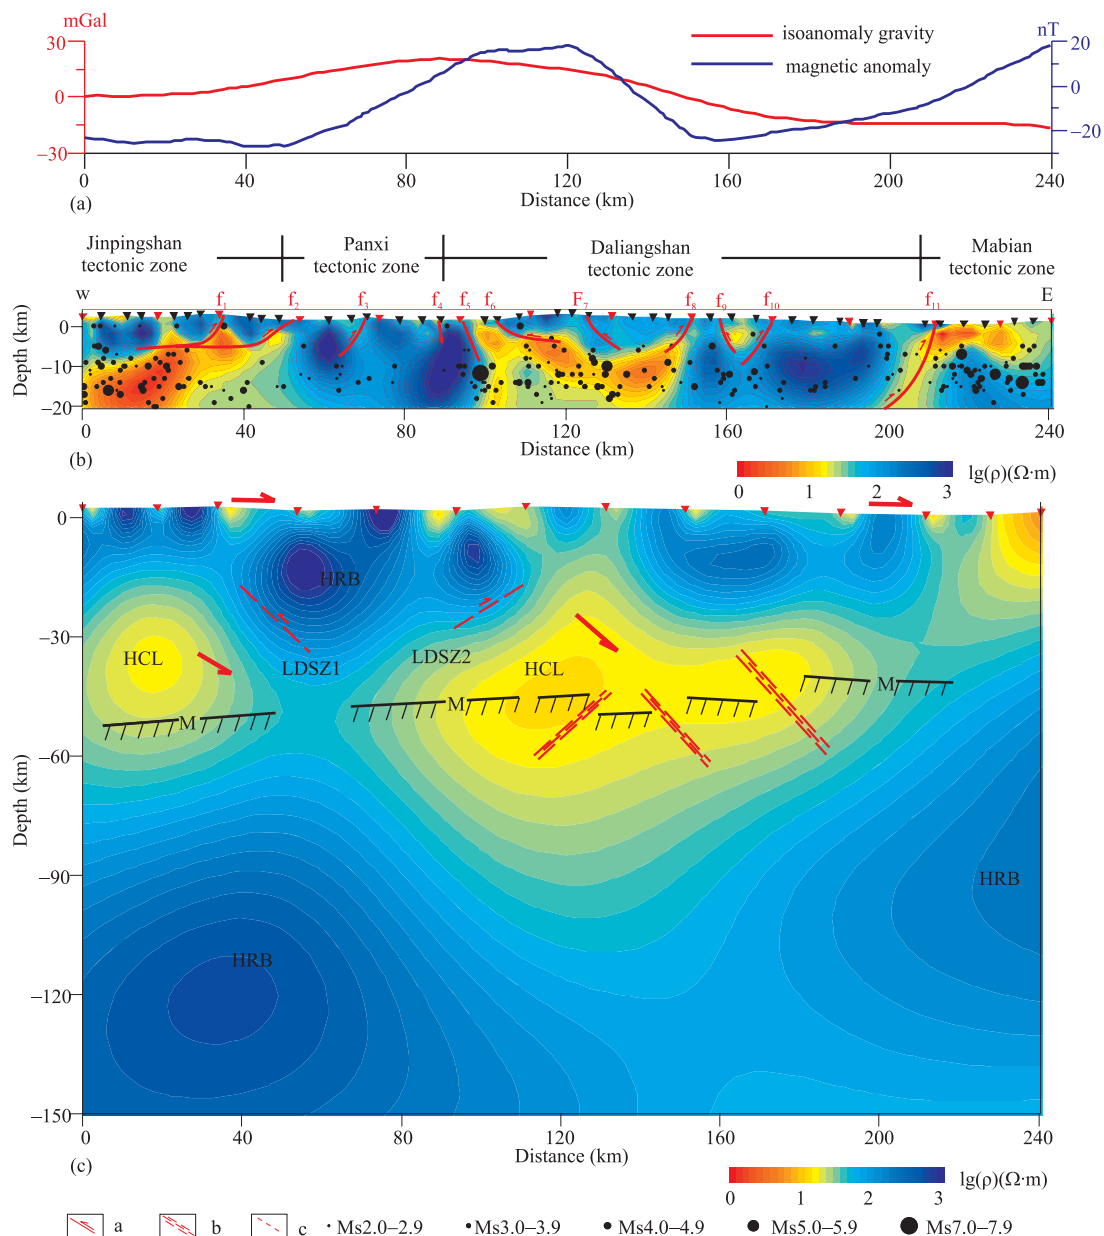 mGal
nT
30
0
−30
20
0
−20
isoanomaly gravity
magnetic anomaly
0 40 80 120 160 200 240
Distance (km)
(a)
Jinpingshan tectonic zone
Panxi tectonic zone
Daliangshan tectonic zone
Mabian tectonic zone
W
E
f1 f2 f3 f4 f5 f6 F7 f8 f9 f10 f11
Depth (km)
0
−10
−20
0 40 80 120 160 200 240
Distance (km)
(b)
lg(ρ)(Ω·m)
0 1 2 3
Depth (km)
0
−30
−60
−90
−120
−150
HRB
HCL
LDSZ1
LDSZ2
HCL
M
M
M
HRB
HRB
0 40 80 120 160 200 240
Distance (km)
(c)
lg(ρ)(Ω·m)
0 1 2 3
a b c Ms2.0–2.9 Ms3.0–3.9 Ms4.0–4.9 Ms5.0–5.9 Ms7.0–7.9